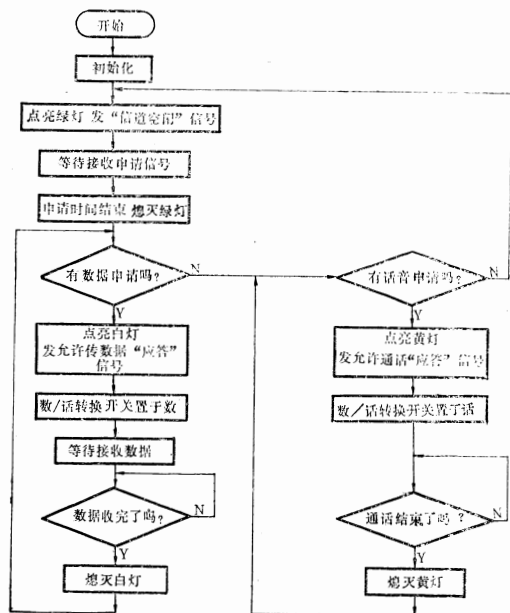 开始
初始化
点亮绿灯 发“信道空闲”信号
等待接收申请信号
申请时间结束 熄灭绿灯
有数据申请吗?
N
Y
点亮白灯
发允许传数据“应答”
信号
数/话转换开关置于数
等待接收数据
数据收完了吗?
N
Y
熄灭白灯
有话音申请吗?
N
Y
点亮黄灯
发允许通话“应答”信号
数/话转换开关置于话
通话结束了吗?
N
Y
熄灭黄灯